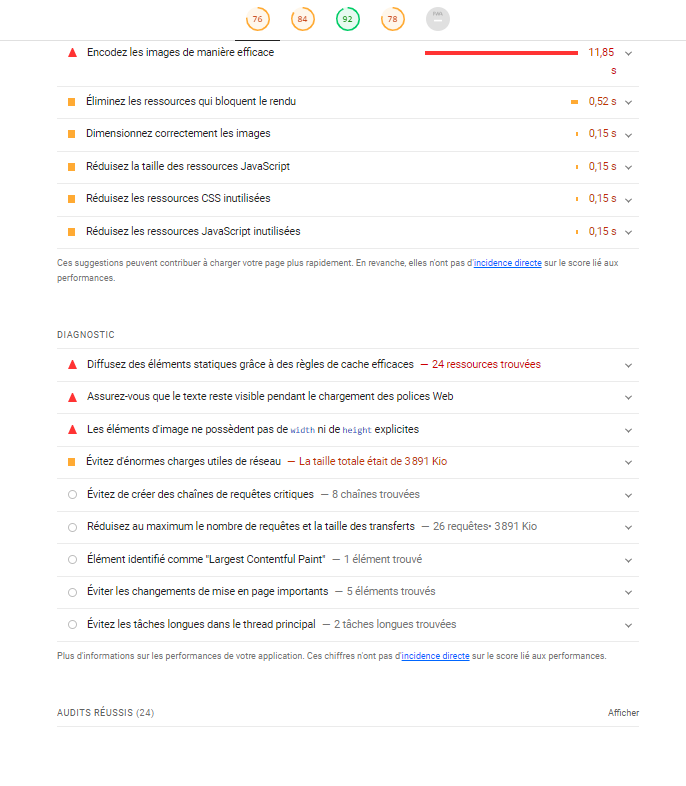 76
84
92
78
PWA
Encodez les images de manière efficace 11,85 s
Éliminez les ressources qui bloquent le rendu 0,52 s
Dimensionnez correctement les images 0,15 s
Réduisez la taille des ressources JavaScript 0,15 s
Réduisez les ressources CSS inutilisées 0,15 s
Réduisez les ressources JavaScript inutilisées 0,15 s
Ces suggestions peuvent contribuer à charger votre page plus rapidement. En revanche, elles n'ont pas d'incidence directe sur le score lié aux
performances.
DIAGNOSTIC
Diffusez des éléments statiques grâce à des règles de cache efficaces — 24 ressources trouvées
Assurez-vous que le texte reste visible pendant le chargement des polices Web
Les éléments d'image ne possèdent pas de width ni de height explicites
Évitez d'énormes charges utiles de réseau — La taille totale était de 3 891 Kio
Évitez de créer des chaînes de requêtes critiques — 8 chaînes trouvées
Réduisez au maximum le nombre de requêtes et la taille des transferts — 26 requêtes• 3 891 Kio
Élément identifié comme "Largest Contentful Paint" — 1 élément trouvé
Éviter les changements de mise en page importants — 5 éléments trouvés
Évitez les tâches longues dans le thread principal — 2 tâches longues trouvées
Plus d'informations sur les performances de votre application. Ces chiffres n'ont pas d'incidence directe sur le score lié aux performances.
AUDITS RÉUSSIS (24) Afficher